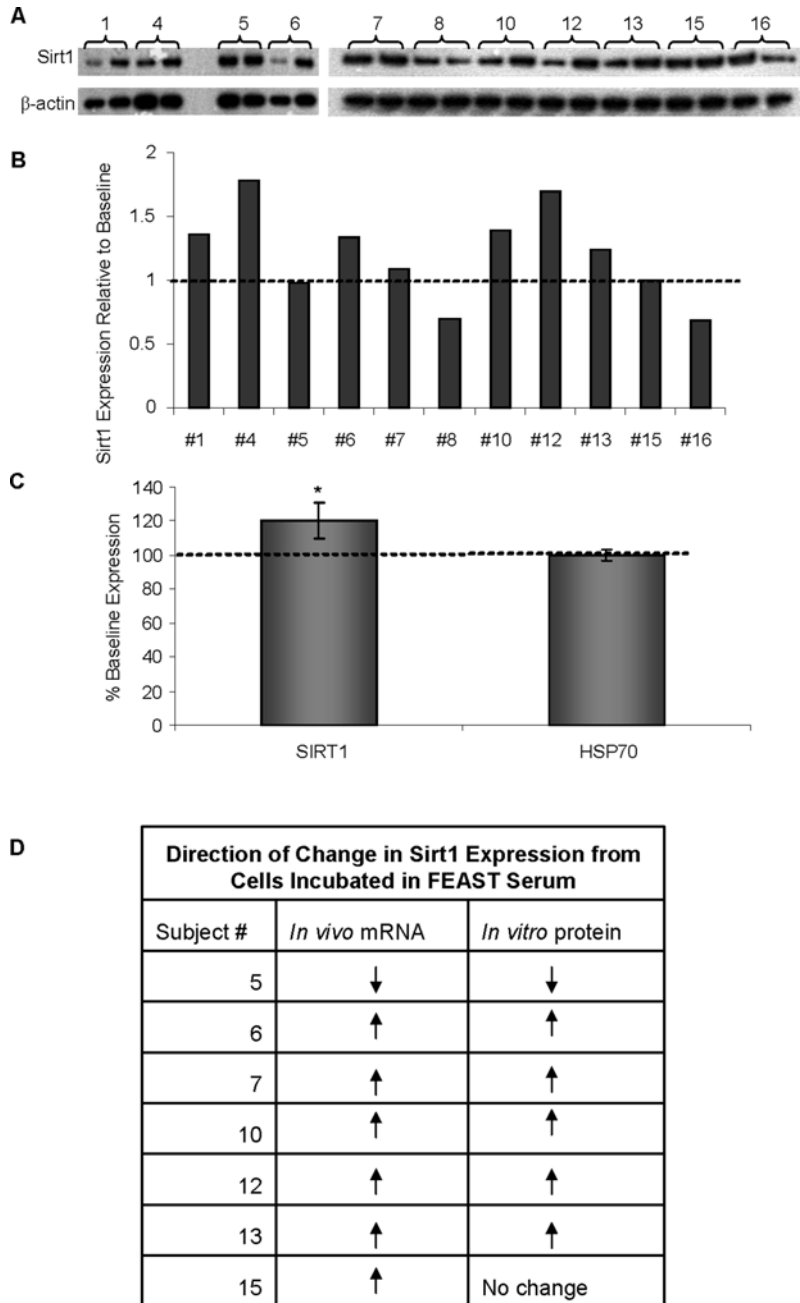 A
1 4 5 6 7 8 10 12 13 15 16
Sirt1
β-actin
B
Sirt1 Expression Relative to Baseline
2
1.5
1
0.5
0
#1 #4 #5 #6 #7 #8 #10 #12 #13 #15 #16
C
% Baseline Expression
140
120
100
80
60
40
20
0
*
SIRT1 HSP70
D
Direction of Change in Sirt1 Expression from
Cells Incubated in FEAST Serum
Subject # In vivo mRNA In vitro protein
5 ↓ ↓
6 ↑ ↑
7 ↑ ↑
10 ↑ ↑
12 ↑ ↑
13 ↑ ↑
15 ↑ No change